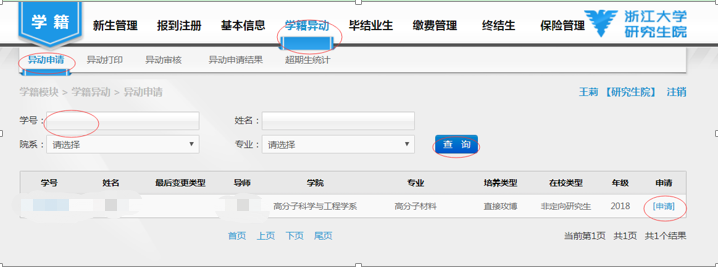 学籍 新生管理 报到注册 基本信息 学籍异动 毕结业生 缴费管理 终结生 保险管理 浙江大学
研究生院
异动申请 异动打印 异动审核 异动申请结果 超期生统计
学籍模块 > 学籍异动 > 异动申请 王莉 【研究生院】 注销
学号: 姓名:
院系: 请选择 专业: 请选择 查 询
学号 姓名 最后变更类型 导师 学院 专业 培养类型 在校类型 年级 申请
高分子科学与工程学系 高分子材料 直接攻博 非定向研究生 2018 [申请]
首页 上页 下页 尾页 当前第1页 共1页 共1个结果